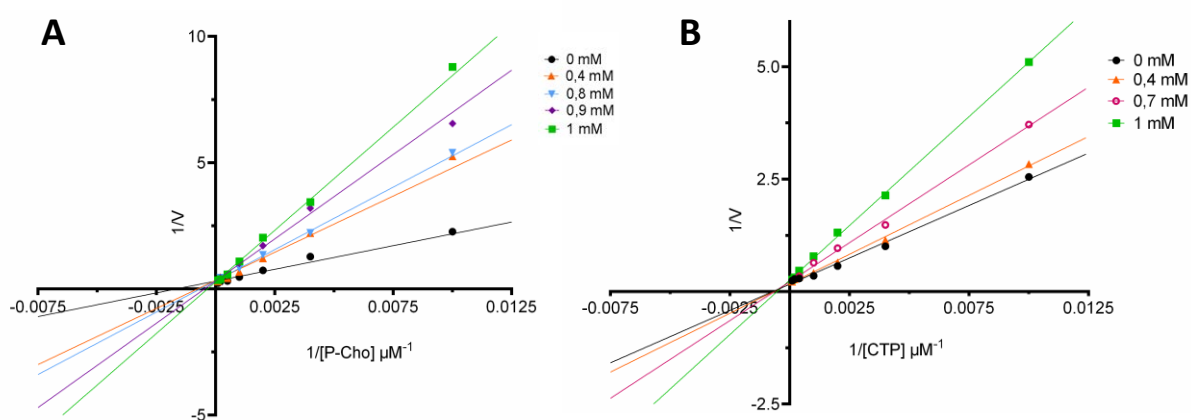 A
10
5
-5
1/V
-0.0075
-0.0025
0.0025
0.0075
0.0125
1/[P-Cho] µM⁻¹
0 mM
0,4 mM
0,8 mM
0,9 mM
1 mM
B
5.0
2.5
-2.5
1/V
-0.0075
-0.0025
0.0025
0.0075
0.0125
1/[CTP] µM⁻¹
0 mM
0,4 mM
0,7 mM
1 mM